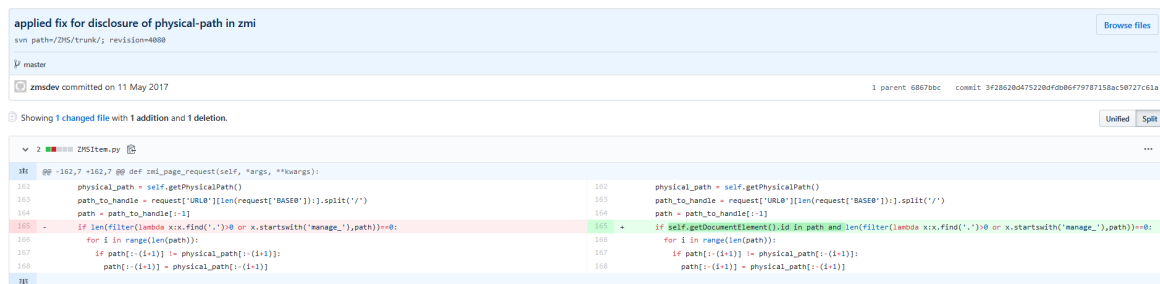 applied fix for disclosure of physical-path in zmi
Browse files
svn path=/ZMS/trunk/; revision=4080
master
zmsdev committed on 11 May 2017
1 parent 6867bbc commit 3f28620d475220dfdb06f79787158ac50727c61a
Showing 1 changed file with 1 addition and 1 deletion.
Unified Split
2 ZMSItem.py
@@ -162,7 +162,7 @@ def zmi_page_request(self, *args, **kwargs):
162 physical_path = self.getPhysicalPath()
163 path_to_handle = request['URL0'][len(request['BASE0']):].split('/')
164 path = path_to_handle[:-1]
165 - if len(filter(lambda x:x.find('.')>0 or x.startswith('manage_'),path))==0:
166 for i in range(len(path)):
167 if path[:-(i+1)] != physical_path[:-(i+1)]:
168 path[:-(i+1)] = physical_path[:-(i+1)]
162 physical_path = self.getPhysicalPath()
163 path_to_handle = request['URL0'][len(request['BASE0']):].split('/')
164 path = path_to_handle[:-1]
165 + if self.getDocumentElement().id in path and len(filter(lambda x:x.find('.')>0 or x.startswith('manage_'),path))==0:
166 for i in range(len(path)):
167 if path[:-(i+1)] != physical_path[:-(i+1)]:
168 path[:-(i+1)] = physical_path[:-(i+1)]